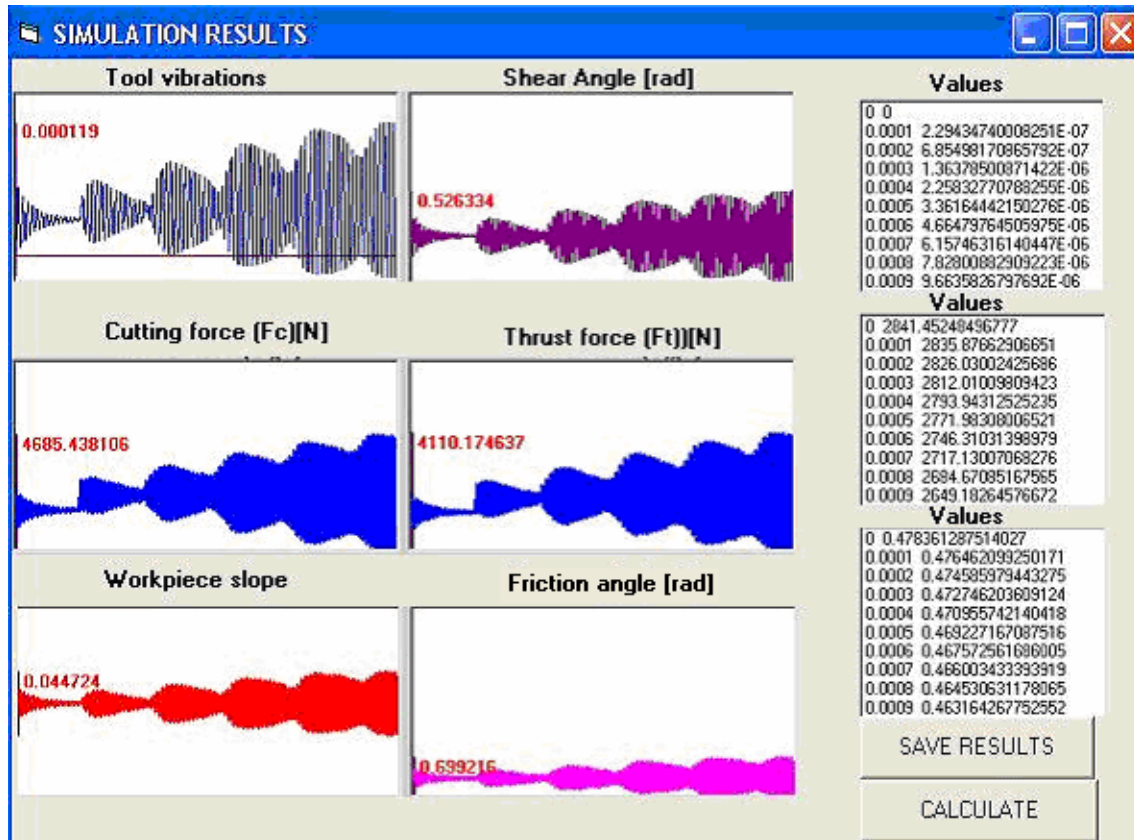 SIMULATION RESULTS
Tool vibrations
0.000119
Shear Angle [rad]
0.526334
Cutting force (Fc)[N]
4685.438106
Thrust force (Ft))[N]
4110.174637
Workpiece slope
0.044724
Friction angle [rad]
0.699216
Values
0 0
0.0001 2.29434740008251E-07
0.0002 6.85498170865792E-07
0.0003 1.36378500871422E-06
0.0004 2.25832770788255E-06
0.0005 3.36164442150276E-06
0.0006 4.66479764505975E-06
0.0007 6.15746316140447E-06
0.0008 7.82800882909223E-06
0.0009 9.6635826797692E-06
Values
0 2841.45248496777
0.0001 2835.87662906651
0.0002 2826.03002425686
0.0003 2812.01009809423
0.0004 2793.94312525235
0.0005 2771.98308006521
0.0006 2746.31031398979
0.0007 2717.13007068276
0.0008 2684.67085167565
0.0009 2649.18264576672
Values
0 0.478361287514027
0.0001 0.476462099250171
0.0002 0.474585979443275
0.0003 0.472746203609124
0.0004 0.470955742140418
0.0005 0.469227167087516
0.0006 0.467572561686005
0.0007 0.466003433393919
0.0008 0.464530631178065
0.0009 0.463164267752552
SAVE RESULTS
CALCULATE